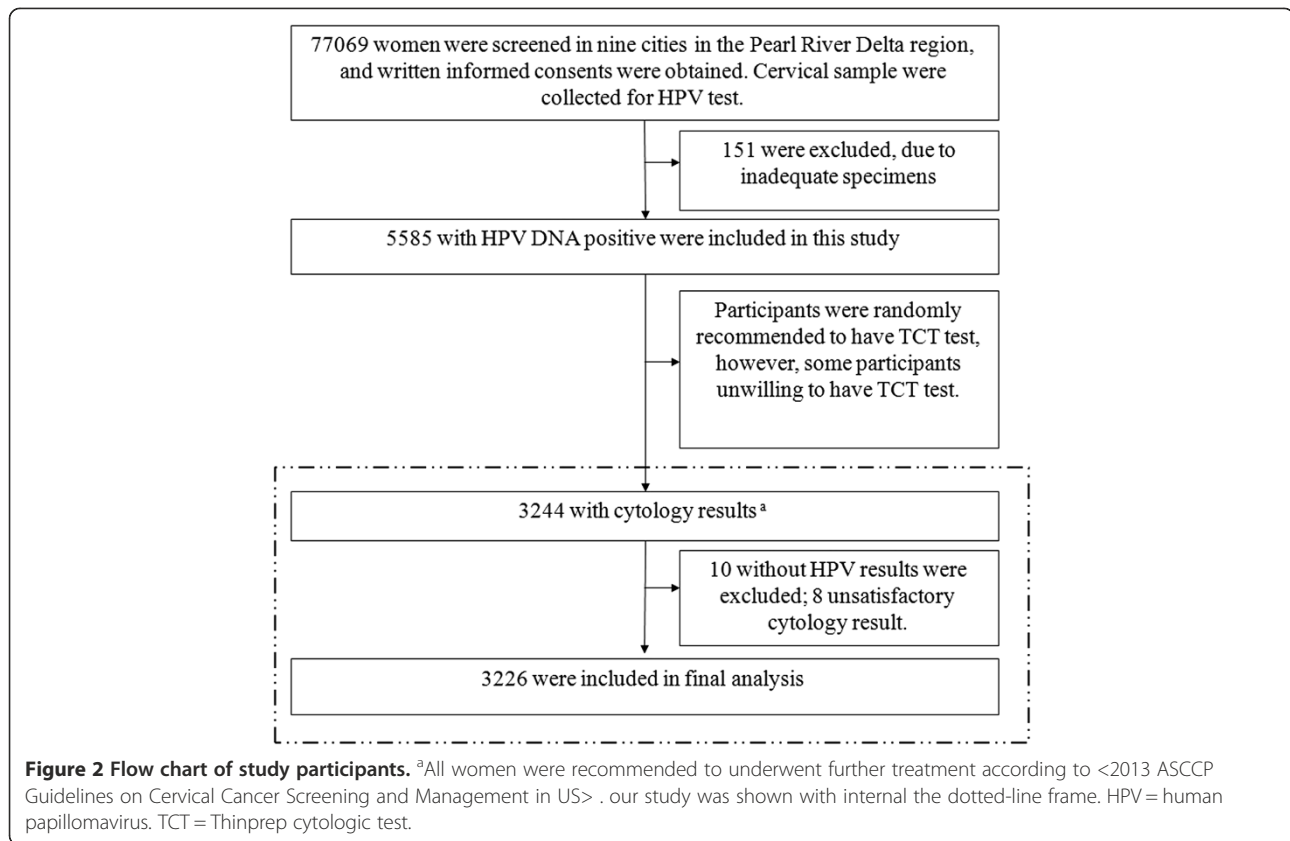 77069 women were screened in nine cities in the Pearl River Delta region,
and written informed consents were obtained. Cervical sample were
collected for HPV test.
151 were excluded, due to
inadequate specimens
5585 with HPV DNA positive were included in this study
Participants were randomly
recommended to have TCT test,
however, some participants
unwilling to have TCT test.
3244 with cytology results a
10 without HPV results were
excluded; 8 unsatisfactory
cytology result.
3226 were included in final analysis
Figure 2 Flow chart of study participants. aAll women were recommended to underwent further treatment according to <2013 ASCCP
Guidelines on Cervical Cancer Screening and Management in US> . our study was shown with internal the dotted-line frame. HPV = human
papillomavirus. TCT = Thinprep cytologic test.